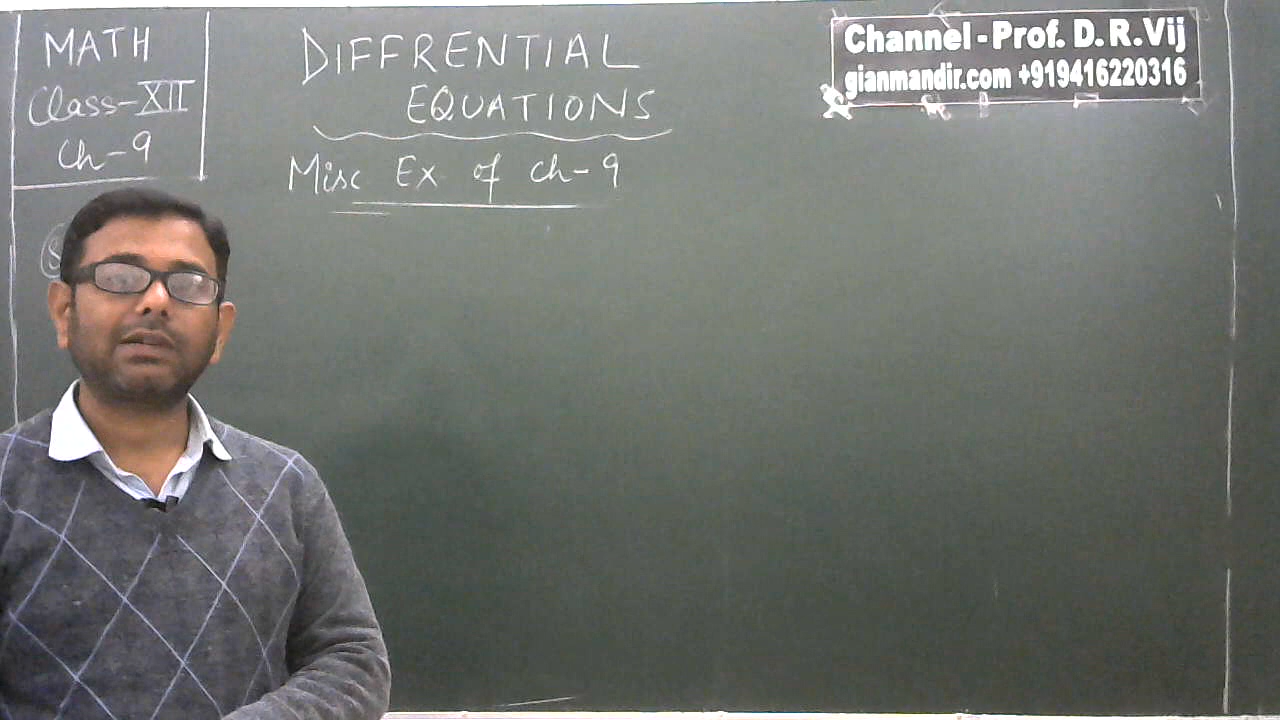 MATH
Class-XII
Ch-9
DIFFRENTIAL
EQUATIONS
Misc Ex of ch-9
Channel - Prof. D. R. Vij
gianmandir.com +919416220316